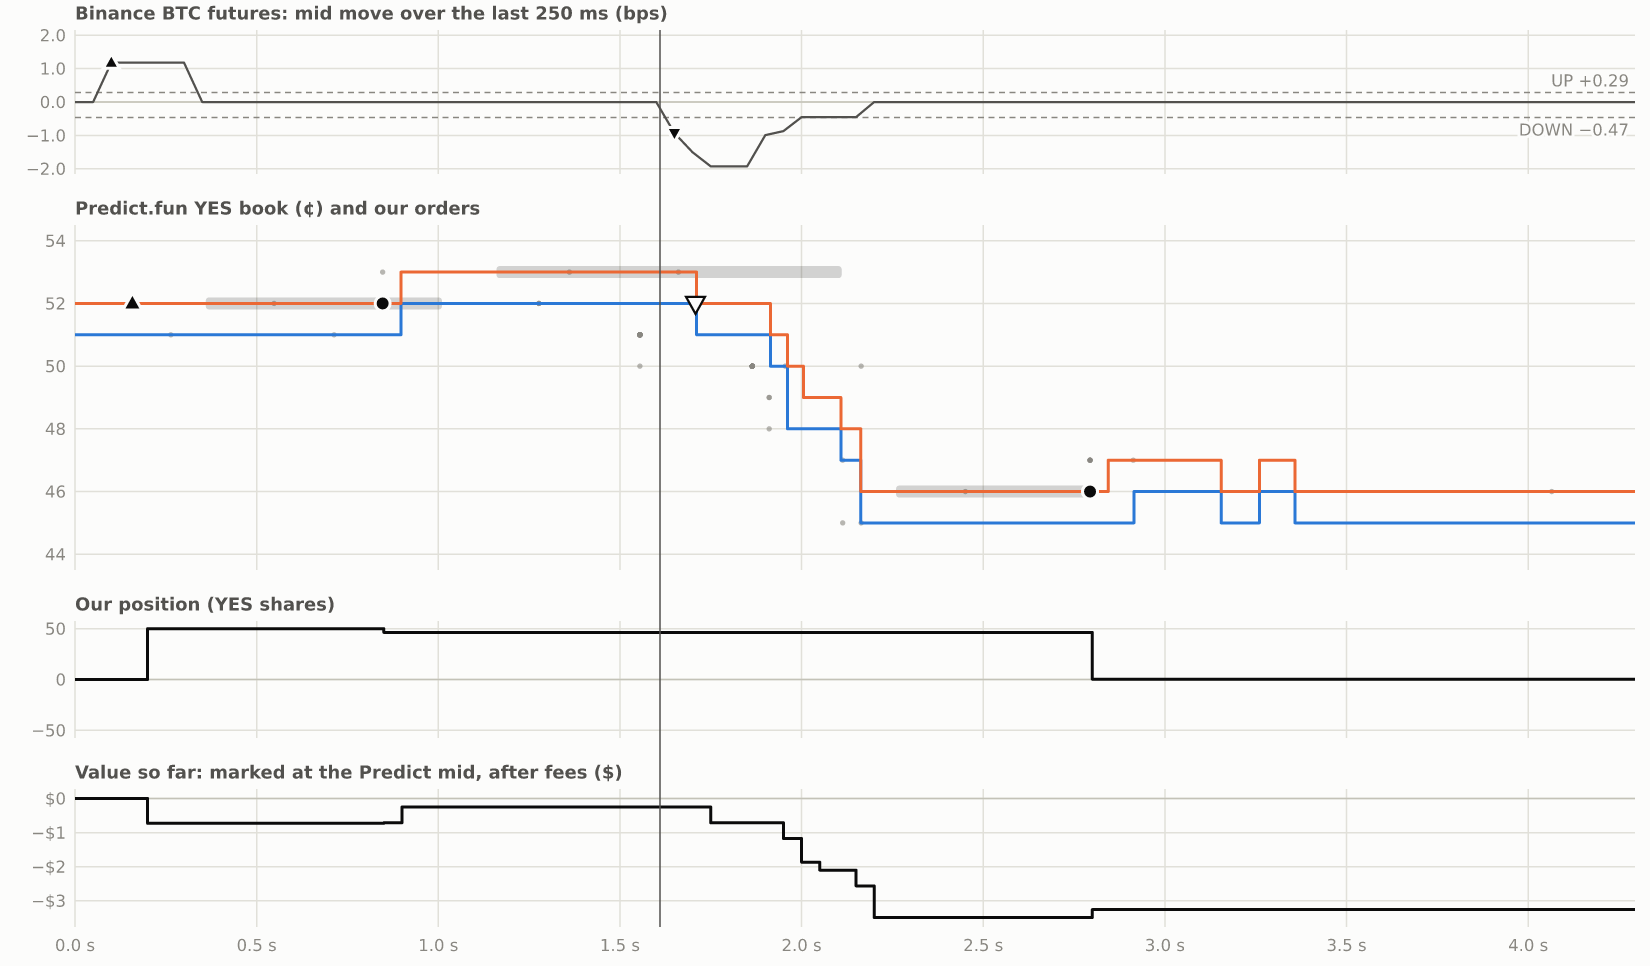 Binance BTC futures: mid move over the last 250 ms (bps)
2.0
1.0
0.0
−1.0
−2.0
UP +0.29
DOWN −0.47
Predict.fun YES book (¢) and our orders
54
52
50
48
46
44
Our position (YES shares)
50
0
−50
Value so far: marked at the Predict mid, after fees ($)
$0
−$1
−$2
−$3
0.0 s
0.5 s
1.0 s
1.5 s
2.0 s
2.5 s
3.0 s
3.5 s
4.0 s